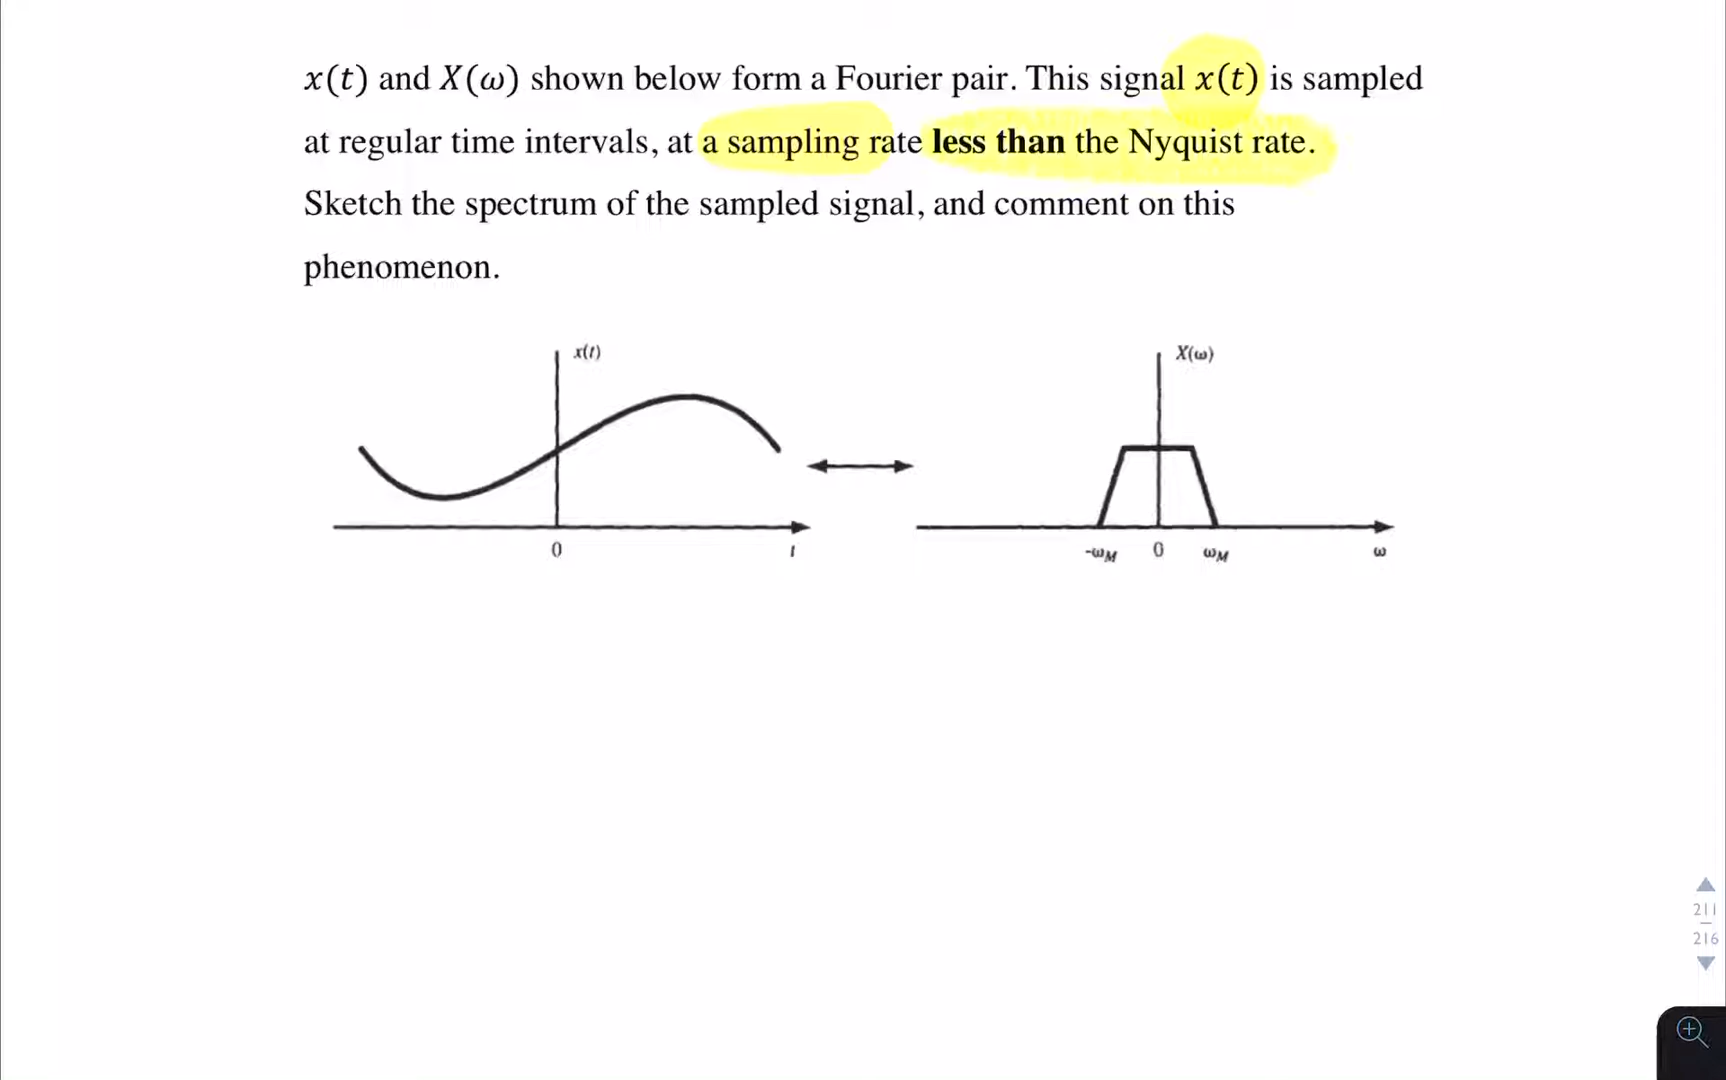 x(t) and X(ω) shown below form a Fourier pair. This signal x(t) is sampled
at regular time intervals, at a sampling rate less than the Nyquist rate.
Sketch the spectrum of the sampled signal, and comment on this
phenomenon.
x(t)
X(ω)
0
t
-ωM
0
ωM
ω
211
216